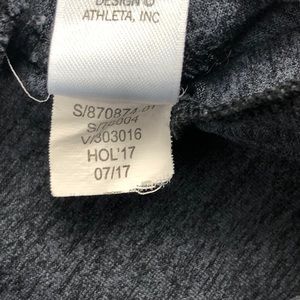 DESIGN ©
ATHLETA, INC
S/870874-01
V/303016
HOL'17
07/17